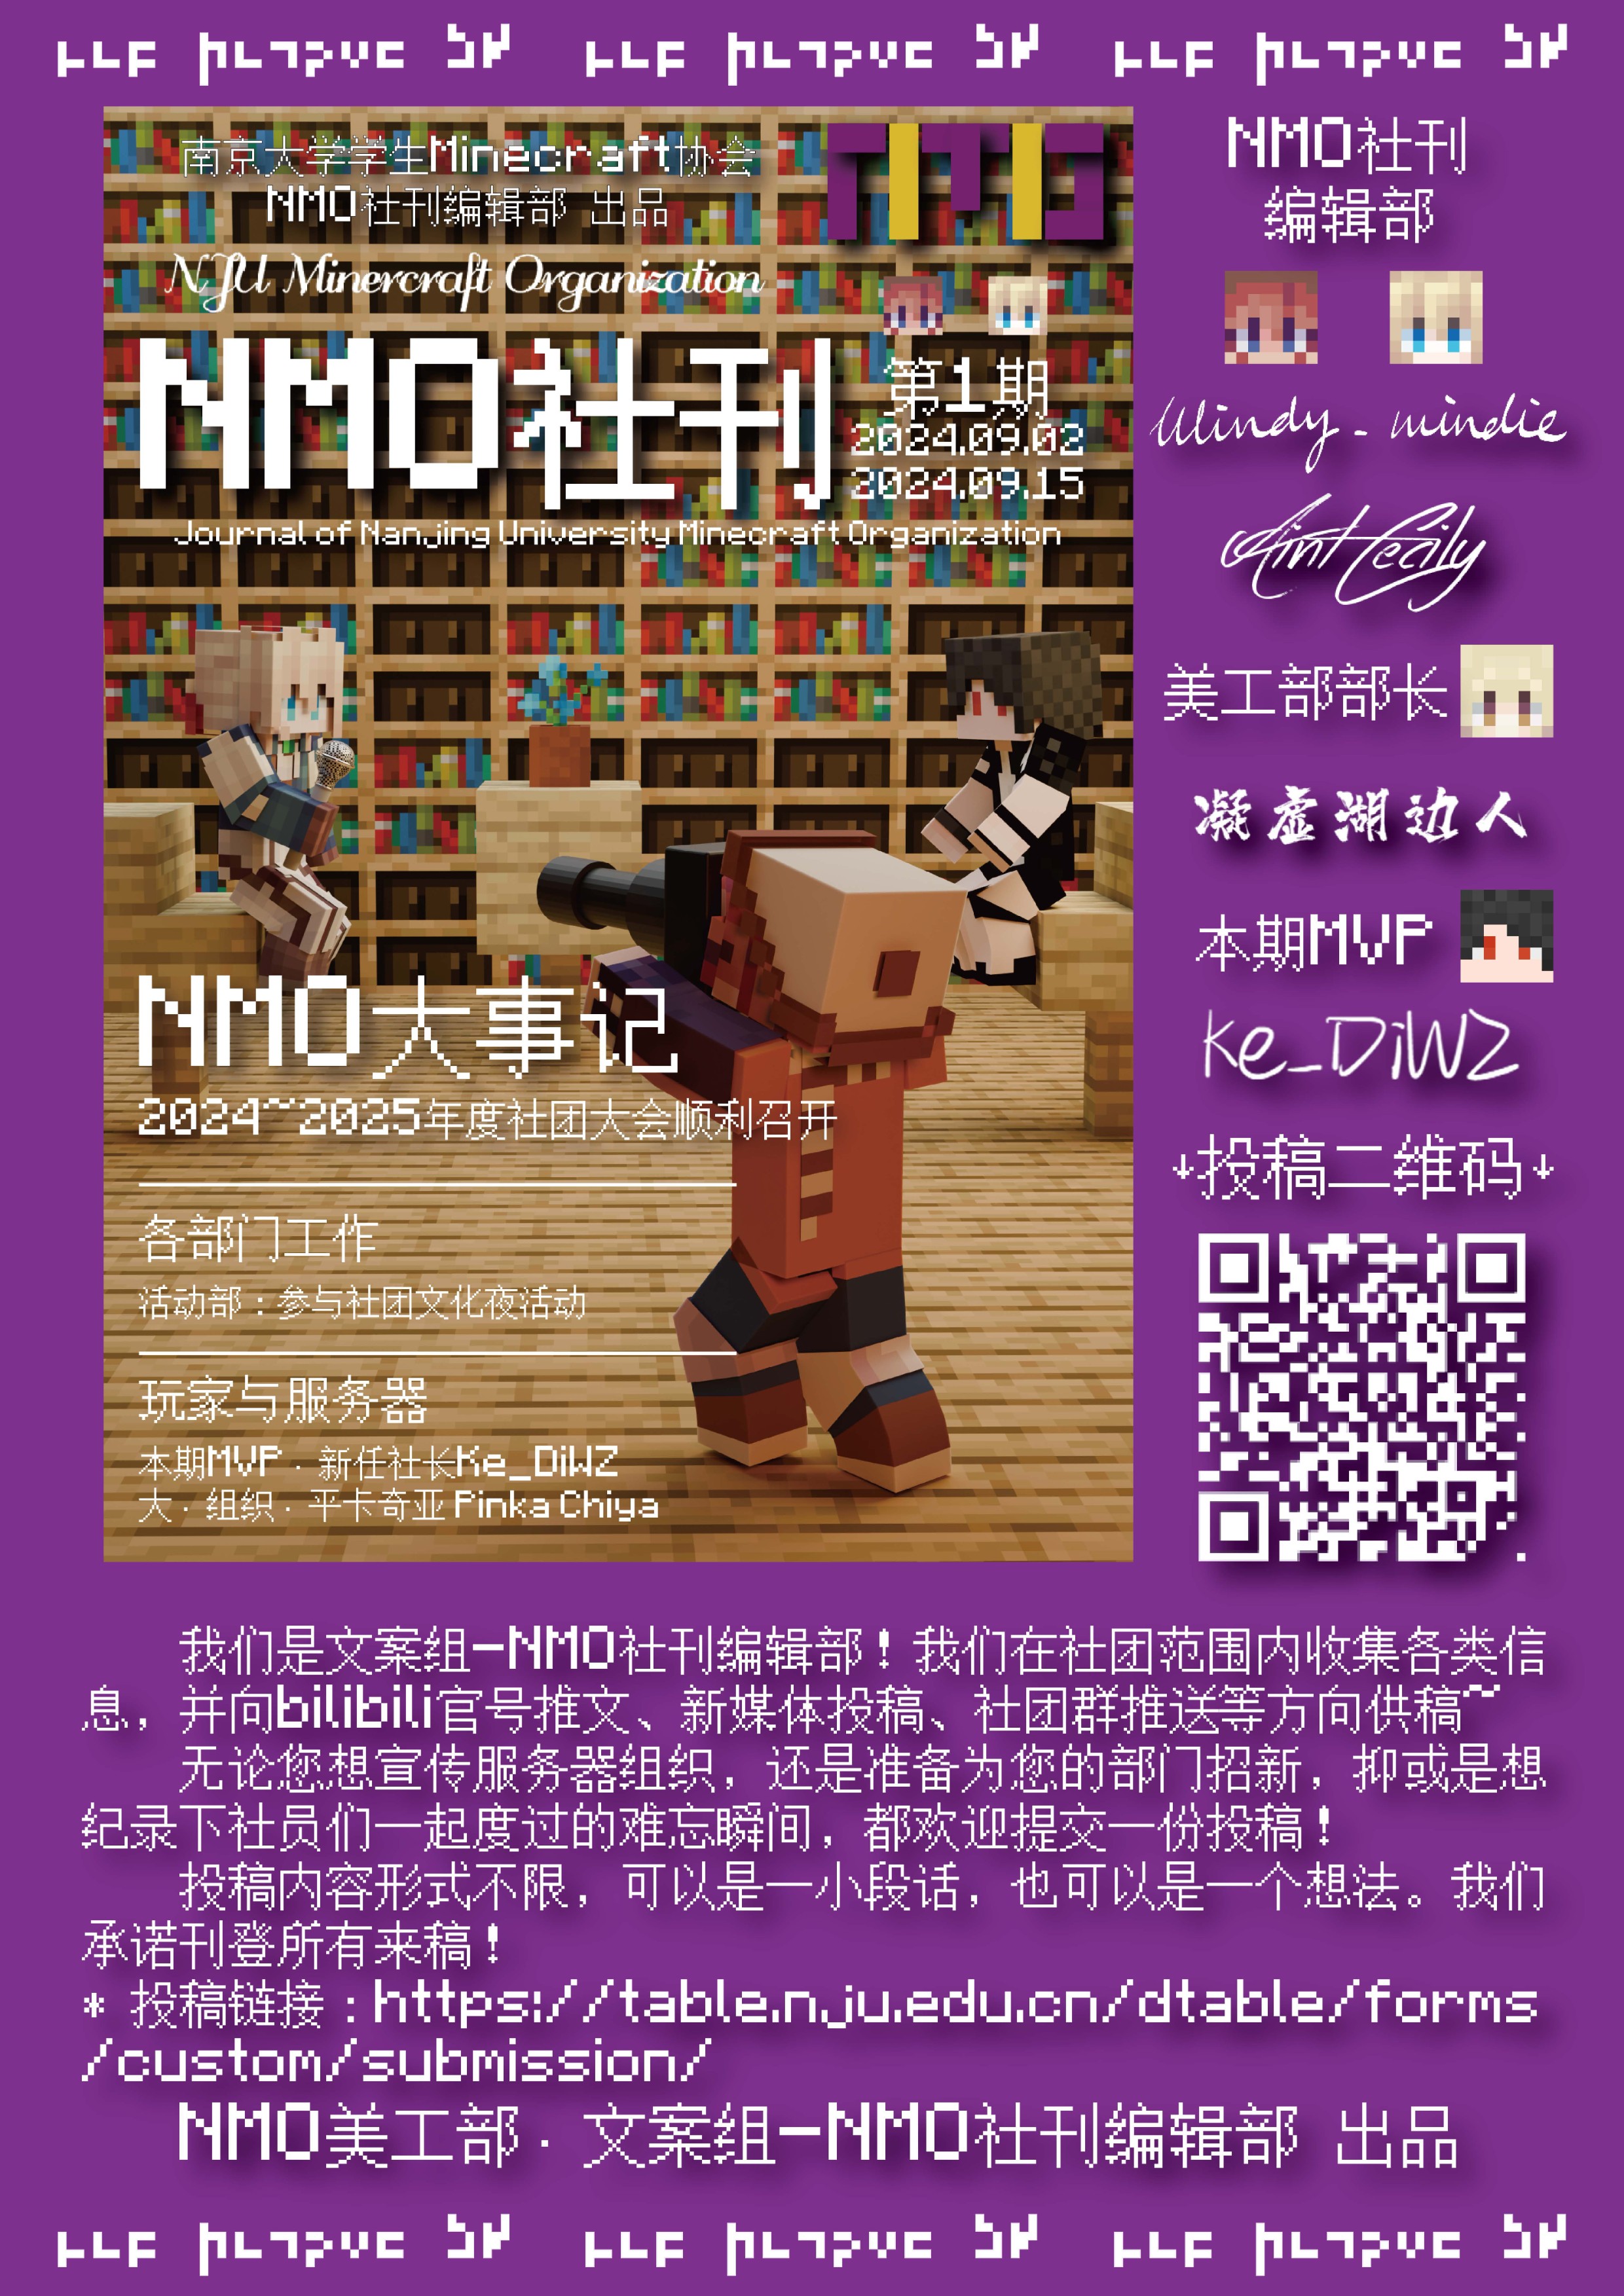 南京大学学生Minecraft协会
NMO社刊编辑部 出品
NJU Minercraft Organization
NMO社刊
第1期
2024.09.02
2024.09.15
Journal of Nanjing University Minecraft Organization
NMO大事记
2024~2025年度社团大会顺利召开
各部门工作
活动部：参与社团文化夜活动
玩家与服务器
本期MVP · 新任社长Ke_DiWZ
大 · 组织 · 平卡奇亚 Pinka Chiya
NMO社刊
编辑部
Windy_windie
AintCecily
美工部部长
凝虚湖边人
本期MVP
Ke_DiWZ
↓投稿二维码↓
我们是文案组-NMO社刊编辑部！我们在社团范围内收集各类信
息，并向bilibili官号推文、新媒体投稿、社团群推送等方向供稿~
无论您想宣传服务器组织，还是准备为您的部门招新，抑或是想
纪录下社员们一起度过的难忘瞬间，都欢迎提交一份投稿！
投稿内容形式不限，可以是一小段话，也可以是一个想法。我们
承诺刊登所有来稿！
* 投稿链接：https://table.nju.edu.cn/dtable/forms
/custom/submission/
NMO美工部 · 文案组-NMO社刊编辑部 出品